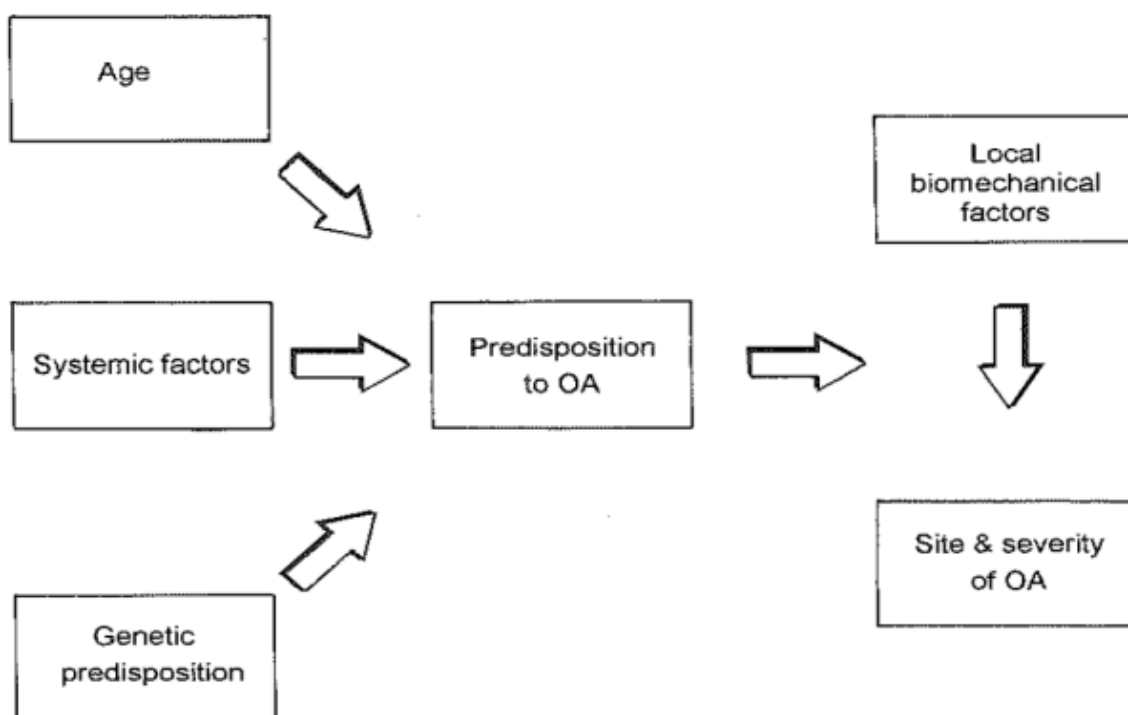 Age
Local
biomechanical
factors
Systemic factors
Predisposition
to OA
Site & severity
of OA
Genetic
predisposition